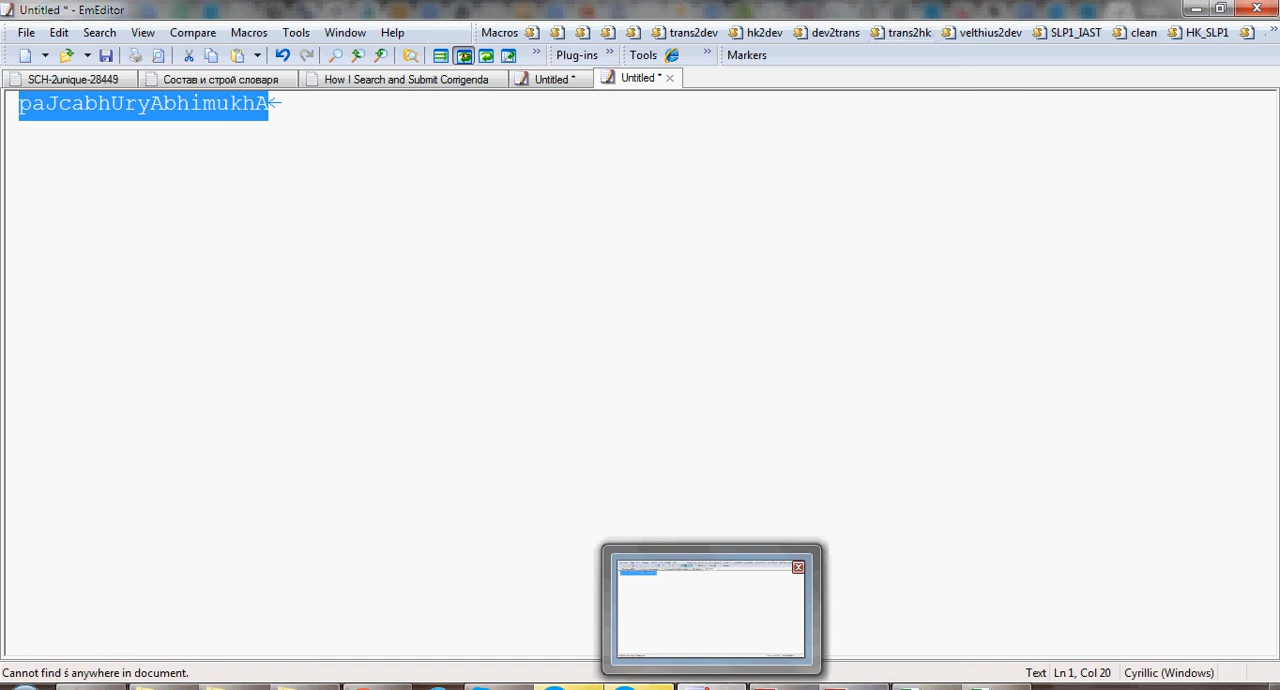 Untitled * - EmEditor
File Edit Search View Compare Macros Tools Window Help Macros trans2dev hk2dev dev2trans trans2hk velthius2dev SLP1_IAST clean HK_SLP1 »
» Plug-ins » Tools » Markers
SCH-2unique-28449 Состав и строй словаря How I Search and Submit Corrigenda Untitled * Untitled *
paJcabhUryAbhimukhA
Cannot find ś anywhere in document. Text Ln 1, Col 20 Cyrillic (Windows)